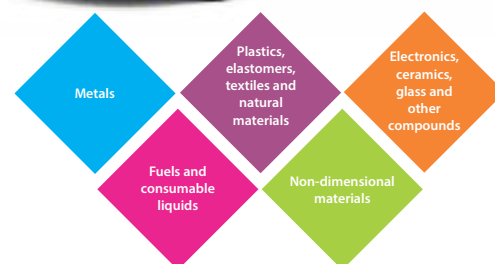 Metals
Plastics,
elastomers,
textiles and
natural
materials
Electronics,
ceramics,
glass and
other
compounds
Fuels and
consumable
liquids
Non-dimensional
materials